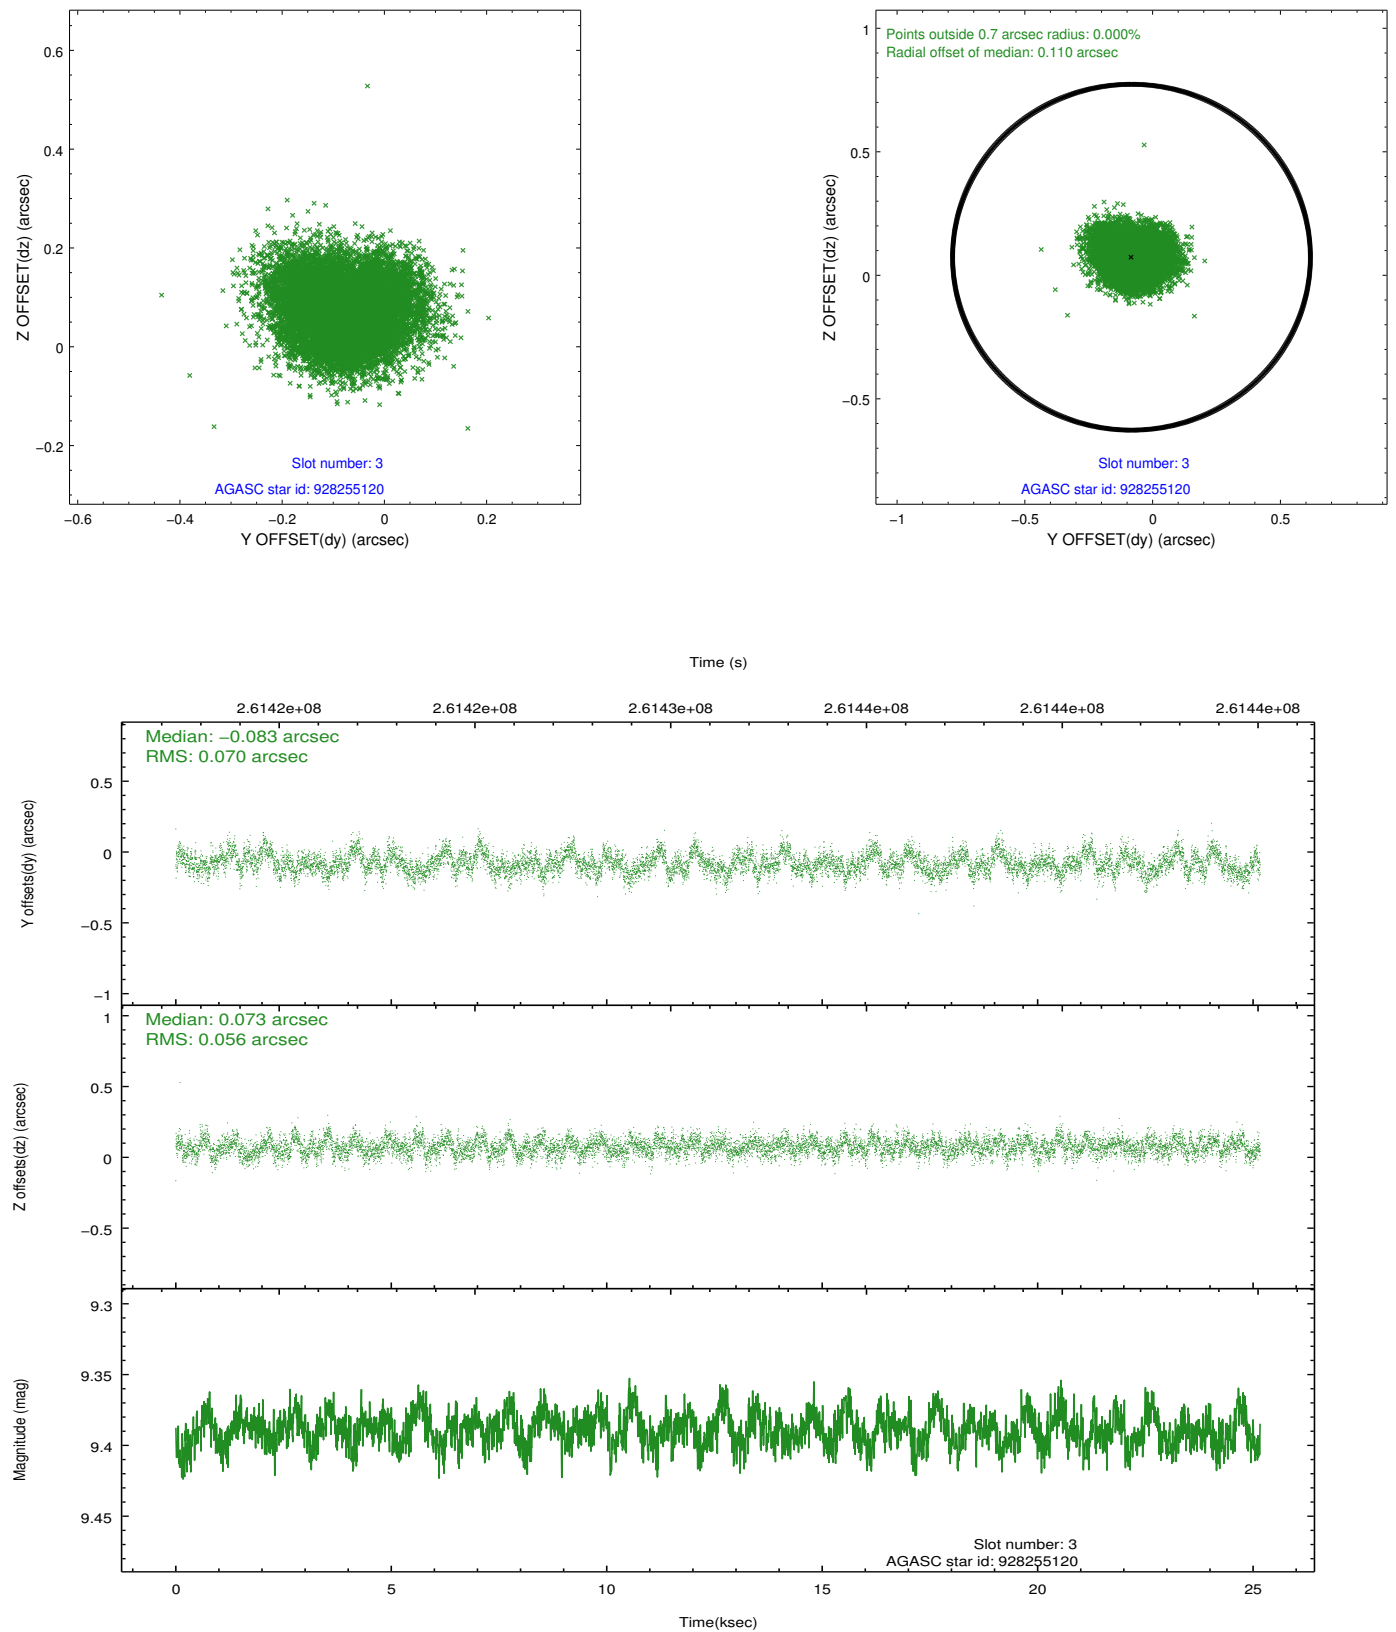 0.6
0.4
0.2
0
−0.2
Z OFFSET(dz) (arcsec)
Slot number: 3
AGASC star id: 928255120
−0.6 −0.4 −0.2 0 0.2
Y OFFSET(dy) (arcsec)
Points outside 0.7 arcsec radius: 0.000%
Radial offset of median: 0.110 arcsec
1
0.5
0
−0.5
Z OFFSET(dz) (arcsec)
Slot number: 3
AGASC star id: 928255120
−1 −0.5 0 0.5
Y OFFSET(dy) (arcsec)
Time (s)
2.6142e+08 2.6142e+08 2.6143e+08 2.6144e+08 2.6144e+08 2.6144e+08
Median: −0.083 arcsec
RMS: 0.070 arcsec
0.5
0
−0.5
−1
Y offsets(dy) (arcsec)
Median: 0.073 arcsec
RMS: 0.056 arcsec
1
0.5
0
−0.5
Z offsets(dz) (arcsec)
9.3
9.35
9.4
9.45
Magnitude (mag)
Slot number: 3
AGASC star id: 928255120
0 5 10 15 20 25
Time(ksec)